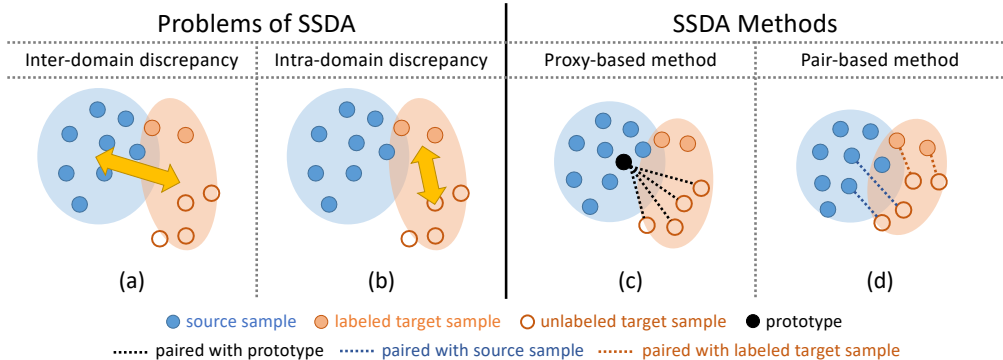 Problems of SSDA
SSDA Methods
Inter-domain discrepancy
Intra-domain discrepancy
Proxy-based method
Pair-based method
(a)
(b)
(c)
(d)
source sample
labeled target sample
unlabeled target sample
prototype
paired with prototype
paired with source sample
paired with labeled target sample